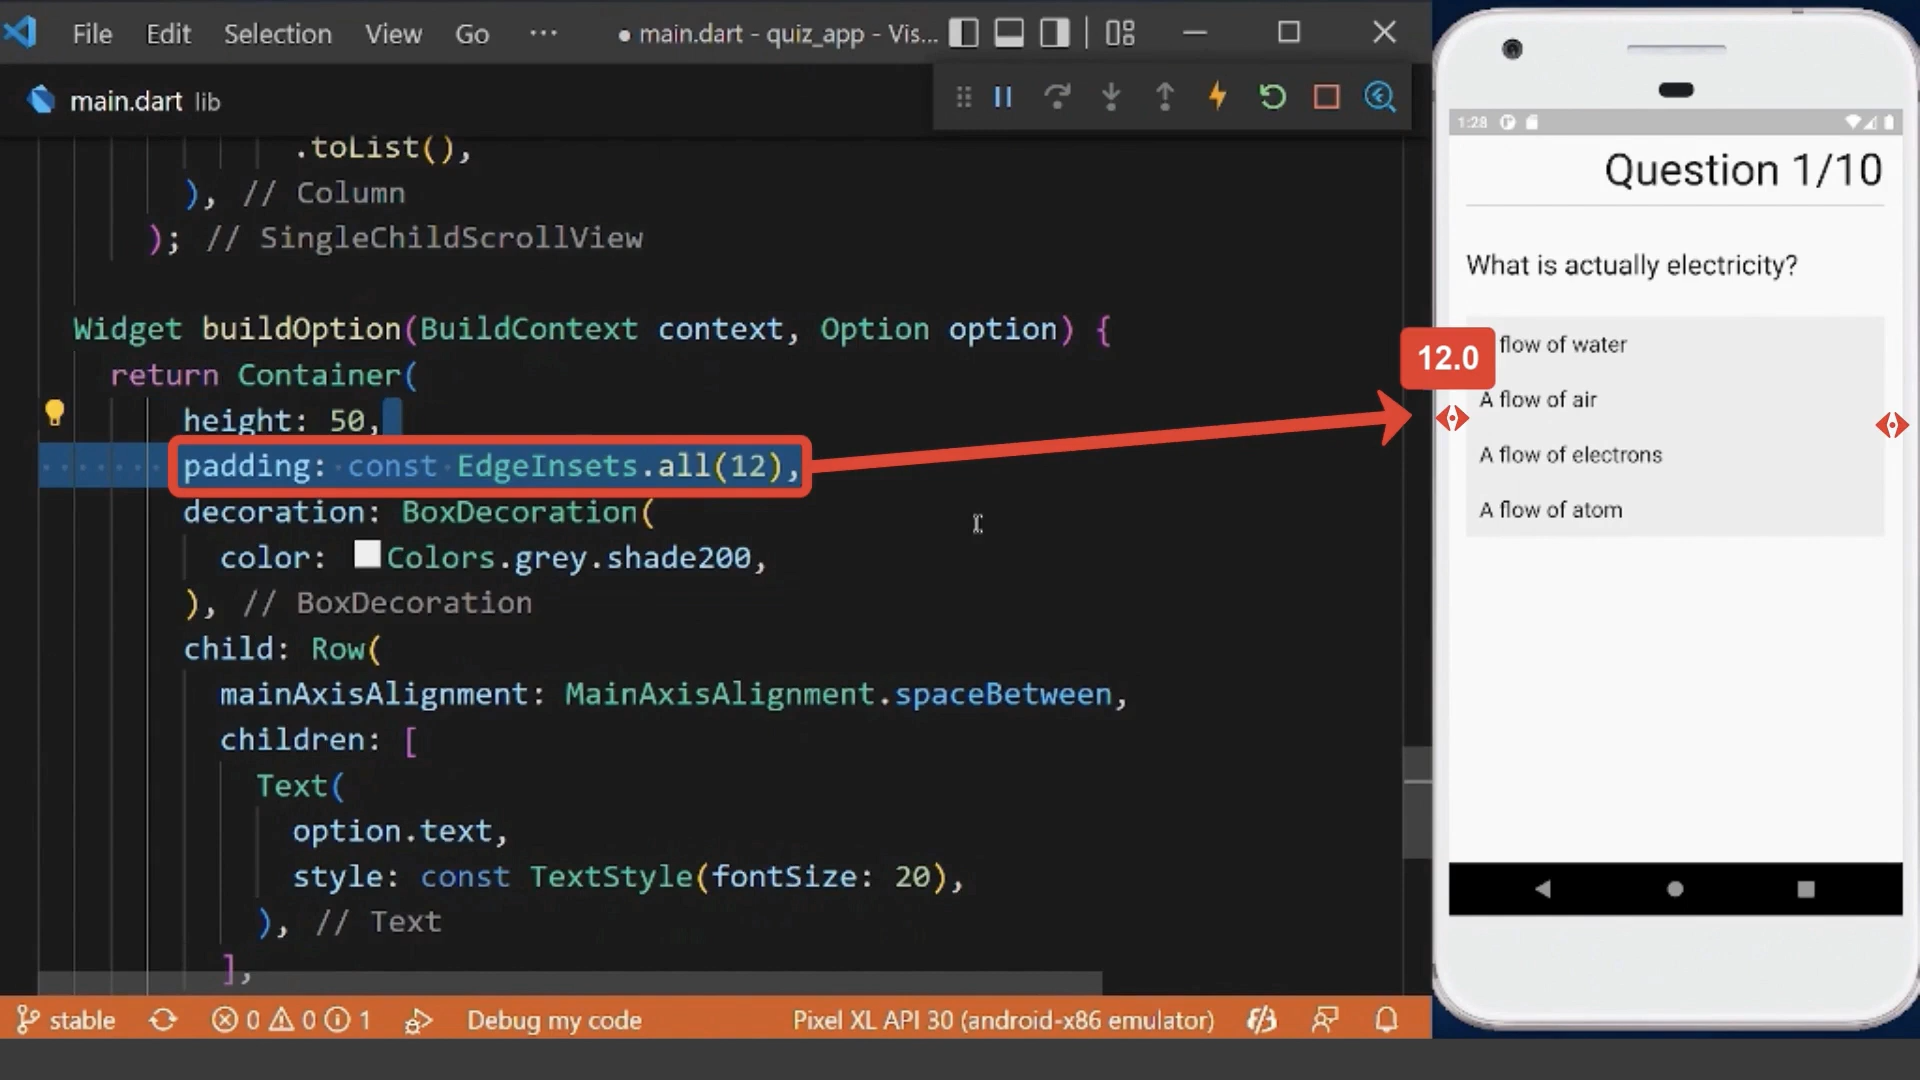 File Edit Selection View Go ··· ● main.dart - quiz_app - Vis...
main.dart lib
.toList(),
), // Column
); // SingleChildScrollView
Widget buildOption(BuildContext context, Option option) {
return Container(
height: 50,
padding: const EdgeInsets.all(12),
decoration: BoxDecoration(
color: Colors.grey.shade200,
), // BoxDecoration
child: Row(
mainAxisAlignment: MainAxisAlignment.spaceBetween,
children: [
Text(
option.text,
style: const TextStyle(fontSize: 20),
), // Text
],
stable 0 0 1 Debug my code Pixel XL API 30 (android-x86 emulator)
1:28
Question 1/10
What is actually electricity?
12.0
flow of water
A flow of air
A flow of electrons
A flow of atom